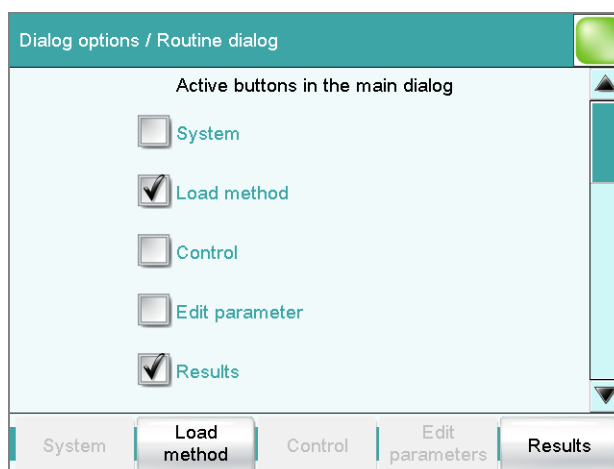 Dialog options / Routine dialog
Active buttons in the main dialog
System
Load method
Control
Edit parameter
Results
System
Load
method
Control
Edit
parameters
Results